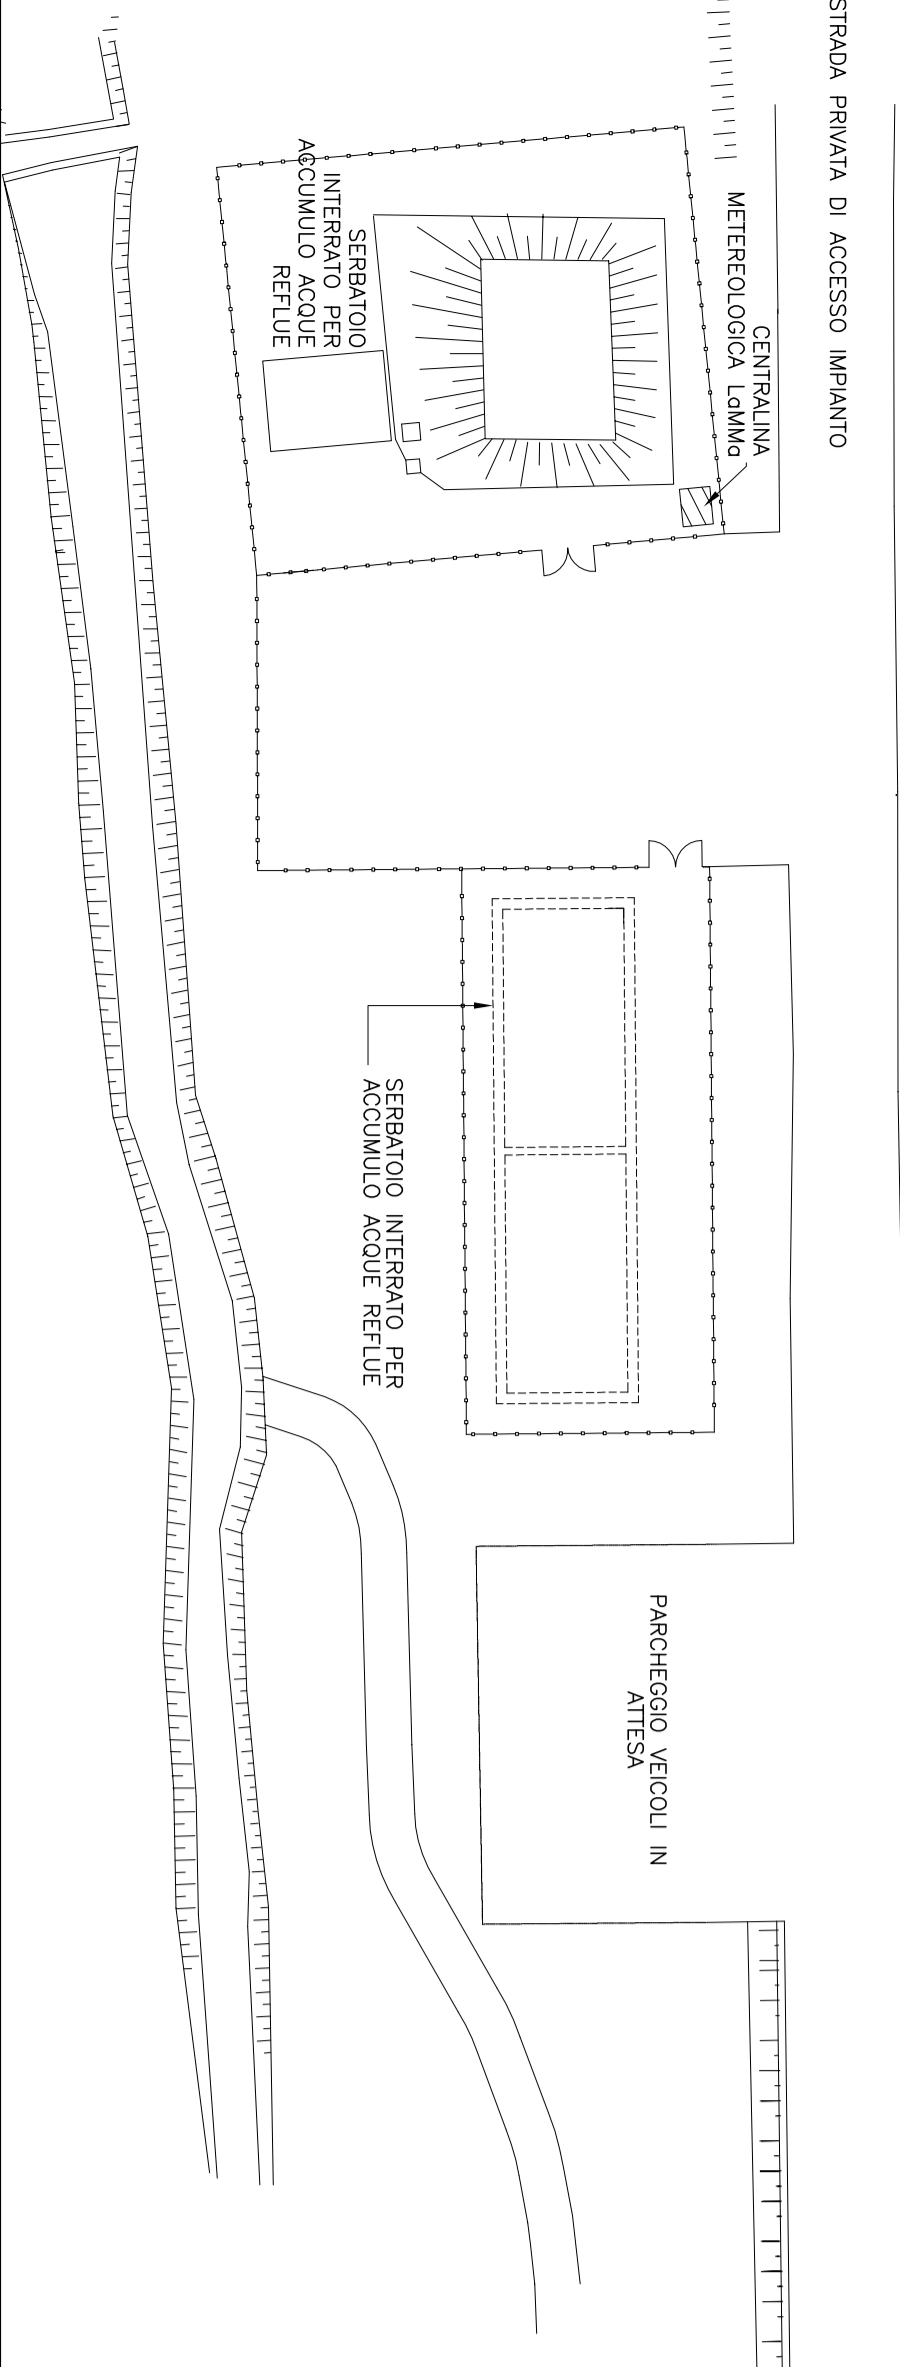 STRADA PRIVATA DI ACCESSO IMPIANTO
CENTRALINA
METEREOLOGICA LaMMa
SERBATOIO
INTERRATO PER
ACCUMULO ACQUE
REFLUE
SERBATOIO INTERRATO PER
ACCUMULO ACQUE REFLUE
PARCHEGGIO VEICOLI IN
ATTESA